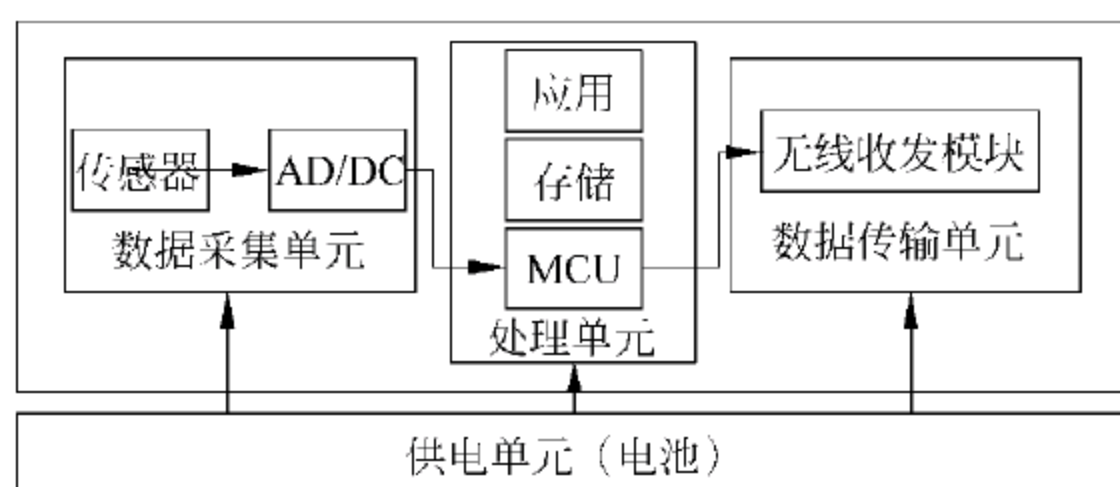 传感器
AD/DC
数据采集单元
应用
存储
MCU
处理单元
无线收发模块
数据传输单元
供电单元（电池）